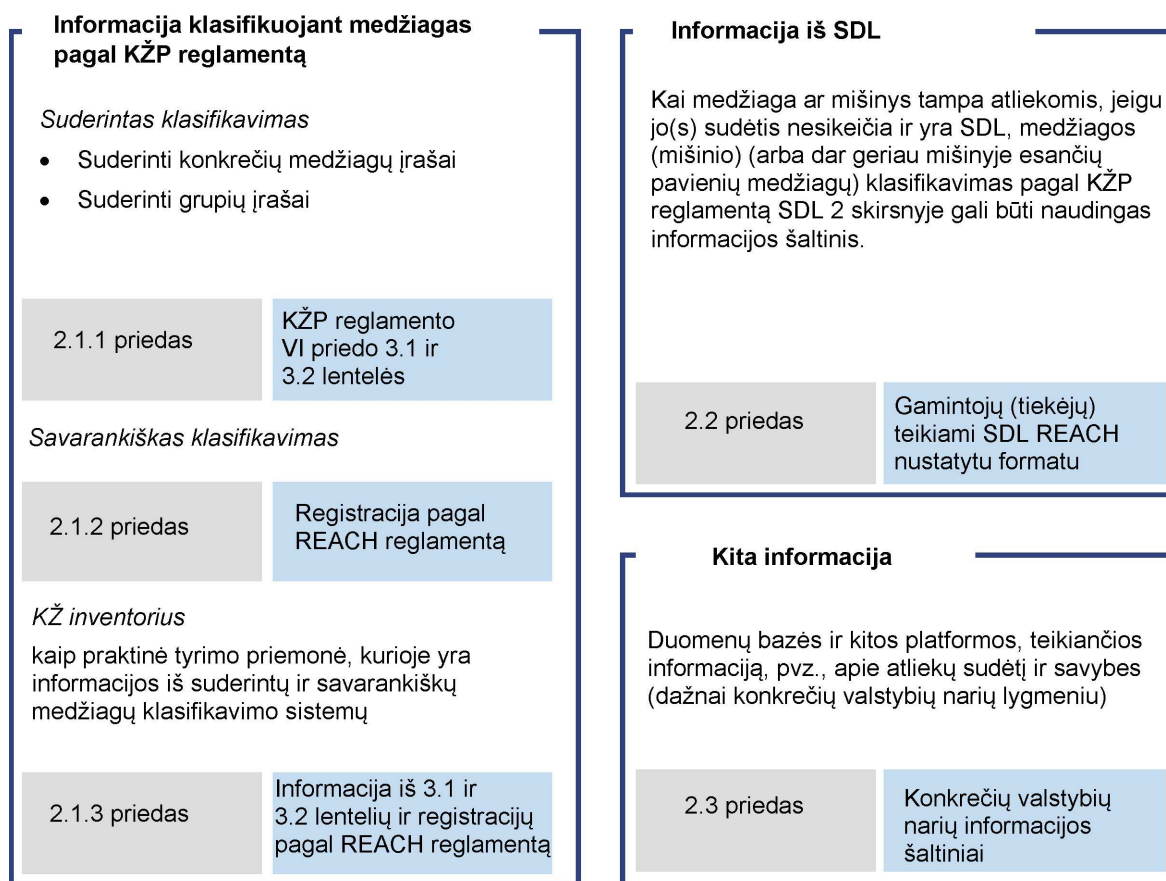 Informacija klasifikuojant medžiagas
pagal KŽP reglamentą
Suderintas klasifikavimas
• Suderinti konkrečių medžiagų įrašai
• Suderinti grupių įrašai
2.1.1 priedas
KŽP reglamento
VI priedo 3.1 ir
3.2 lentelės
Savarankiškas klasifikavimas
2.1.2 priedas
Registracija pagal
REACH reglamentą
KŽ inventorius
kaip praktinė tyrimo priemonė, kurioje yra
informacijos iš suderintų ir savarankiškų
medžiagų klasifikavimo sistemų
2.1.3 priedas
Informacija iš 3.1 ir
3.2 lentelių ir registracijų
pagal REACH reglamentą
Informacija iš SDL
Kai medžiaga ar mišinys tampa atliekomis, jeigu
jo(s) sudėtis nesikeičia ir yra SDL, medžiagos
(mišinio) (arba dar geriau mišinyje esančių
pavienių medžiagų) klasifikavimas pagal KŽP
reglamentą SDL 2 skirsnyje gali būti naudingas
informacijos šaltinis.
2.2 priedas
Gamintojų (tiekėjų)
teikiami SDL REACH
nustatytu formatu
Kita informacija
Duomenų bazės ir kitos platformos, teikiančios
informaciją, pvz., apie atliekų sudėtį ir savybes
(dažnai konkrečių valstybių narių lygmeniu)
2.3 priedas
Konkrečių valstybių
narių informacijos
šaltiniai